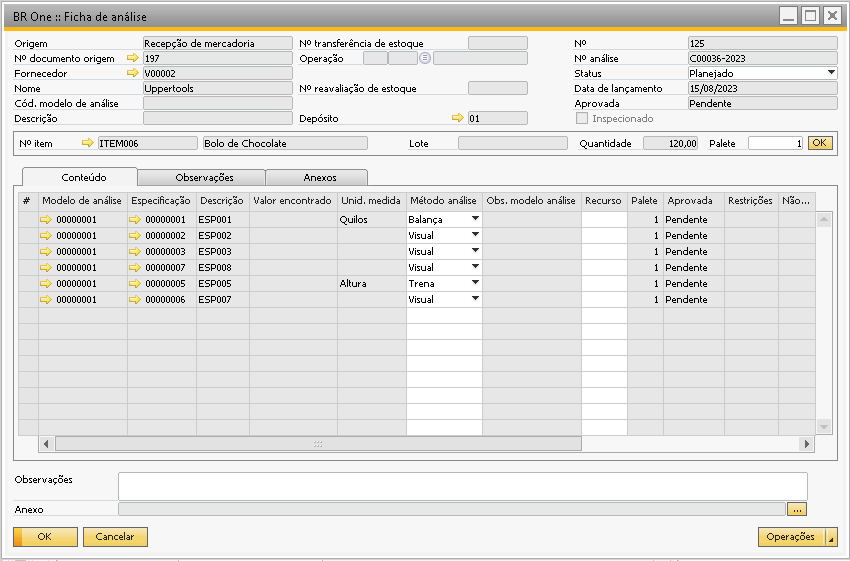 BR One :: Ficha de análise
Origem Recepção de mercadoria Nº transferência de estoque Nº 125
Nº documento origem 197 Operação Nº análise C00036-2023
Fornecedor V00002 Status Planejado
Nome Uppertools Nº reavaliação de estoque Data de lançamento 15/08/2023
Cód. modelo de análise Aprovada Pendente
Descrição Depósito 01 Inspecionado
Nº item ITEM006 Bolo de Chocolate Lote Quantidade 120,00 Palete 1 OK
Conteúdo Observações Anexos
# Modelo de análise Especificação Descrição Valor encontrado Unid. medida Método análise Obs. modelo análise Recurso Palete Aprovada Restrições Não...
00000001 00000001 ESP001 Quilos Balança 1 Pendente
00000001 00000002 ESP002 Visual 1 Pendente
00000001 00000003 ESP003 Visual 1 Pendente
00000001 00000007 ESP008 Visual 1 Pendente
00000001 00000005 ESP005 Altura Trena 1 Pendente
00000001 00000006 ESP007 Visual 1 Pendente
Observações
Anexo ...
OK Cancelar Operações